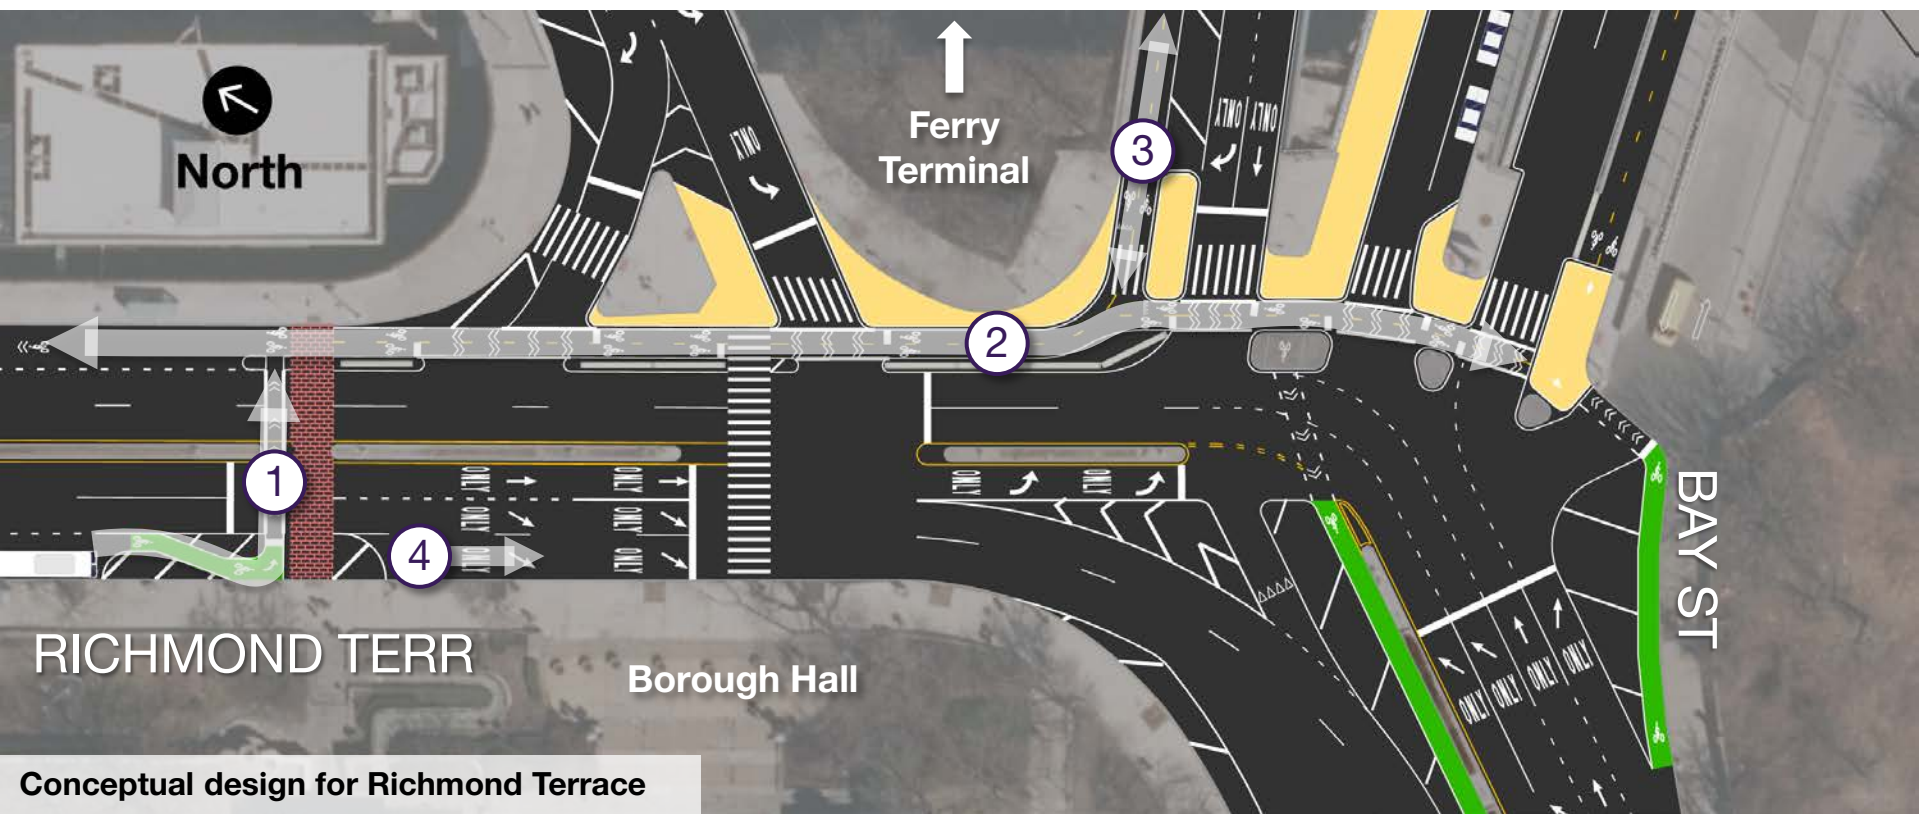 North
Ferry
Terminal
ONLY
ONLY
ONLY
3
2
1
ONLY
ONLY
ONLY
ONLY
ONLY
ONLY
ONLY
ONLY
4
BAY ST
RICHMOND TERR
Borough Hall
ONLY
ONLY
ONLY
ONLY
Conceptual design for Richmond Terrace